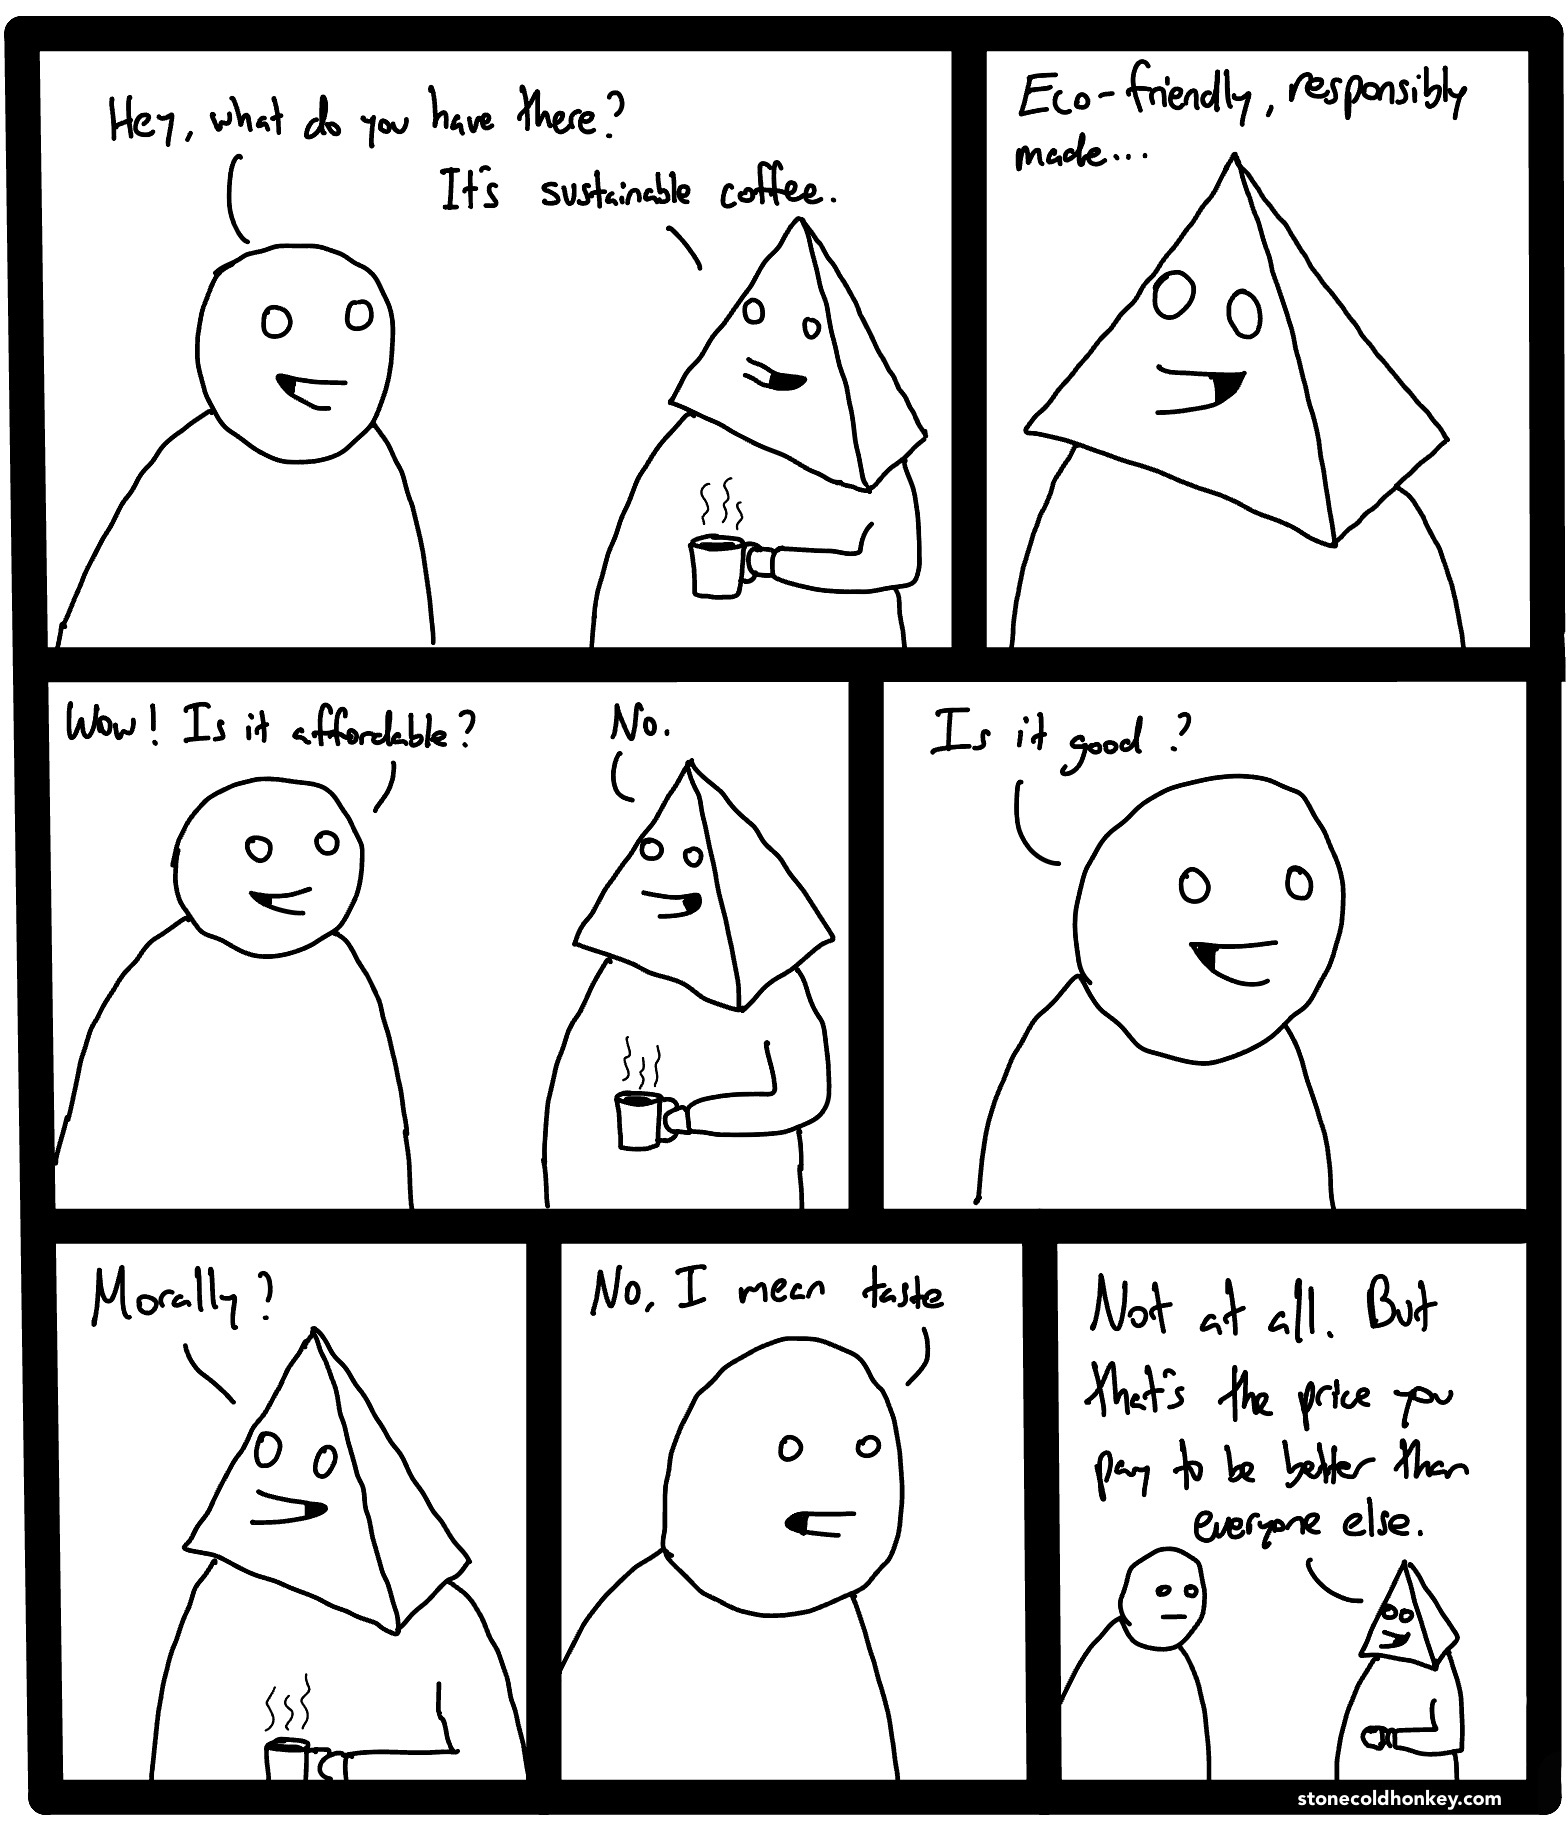 Hey, what do you have there?
It's sustainable coffee.
Eco-friendly, responsibly
made...
Wow! Is it affordable?
No.
Is it good?
Morally?
No, I mean taste
Not at all. But
that's the price you
pay to be better than
everyone else.
stonecoldhonkey.com